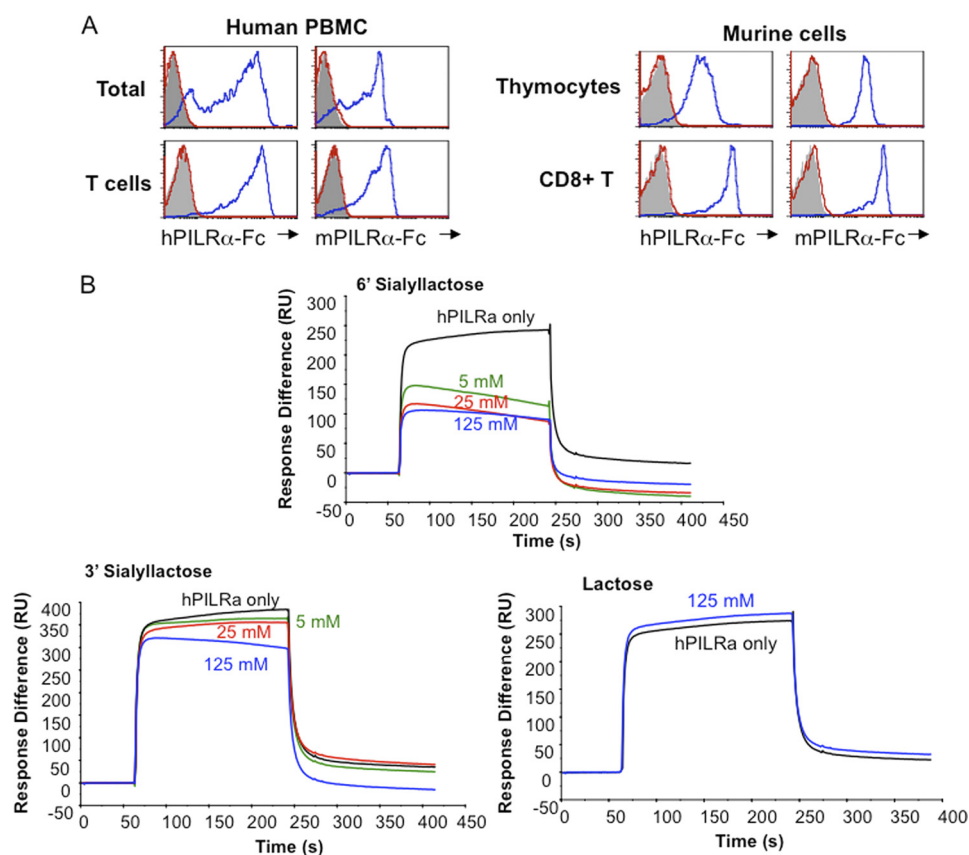 A
Human PBMC
Murine cells
Total
Thymocytes
T cells
CD8+ T
hPILRα-Fc →
mPILRα-Fc →
hPILRα-Fc →
mPILRα-Fc →
B
6' Sialyllactose
Response Difference (RU)
300
250
200
150
100
50
0
-50
hPILRa only
5 mM
25 mM
125 mM
0 50 100 150 200 250 300 350 400 450
Time (s)
3' Sialyllactose
Response Difference (RU)
400
350
300
250
200
150
100
50
0
-50
hPILRa only
5 mM
25 mM
125 mM
0 50 100 150 200 250 300 350 400 450
Time (s)
Lactose
Response Difference (RU)
300
250
200
150
100
50
0
-50
125 mM
hPILRa only
0 50 100 150 200 250 300 350 400
Time (s)